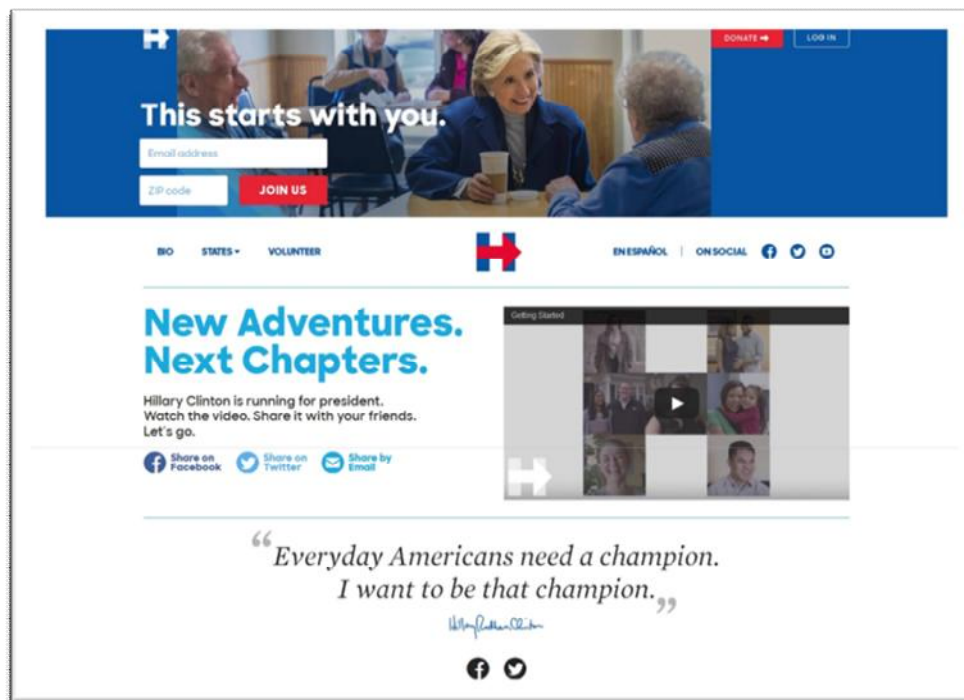 DONATE
LOG IN
This starts with you.
Email address
ZIP code
JOIN US
BIO
STATES
VOLUNTEER
EN ESPAÑOL | ON SOCIAL
New Adventures.
Next Chapters.
Hillary Clinton is running for president.
Watch the video. Share it with your friends.
Let's go.
Share on
Facebook
Share on
Twitter
Share by
Email
Getting Started
“Everyday Americans need a champion.
I want to be that champion.”
Hillary Rodham Clinton